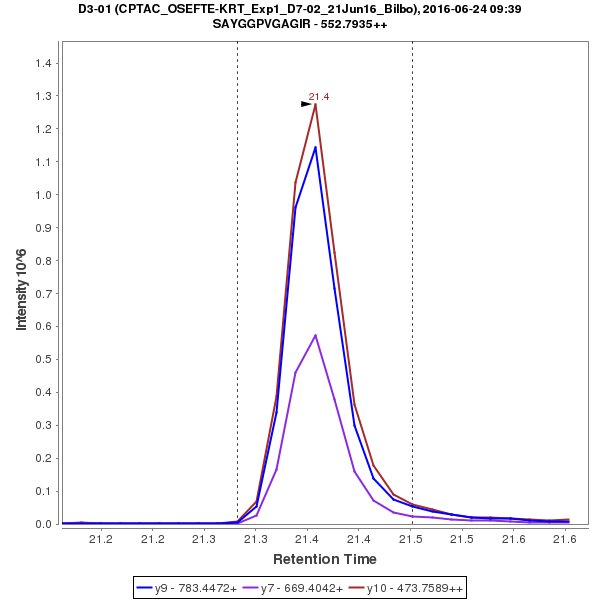 D3-01 (CPTAC_OSEFTE-KRT_Exp1_D7-02_21Jun16_Bilbo), 2016-06-24 09:39
SAYGGPVGAGIR - 552.7935++
1.4
1.3
1.2
1.1
1.0
0.9
0.8
0.7
0.6
0.5
0.4
0.3
0.2
0.1
0.0
Intensity 10^6
21.4
21.2 21.2 21.3 21.3 21.4 21.4 21.5 21.5 21.6 21.6
Retention Time
y9 - 783.4472+ y7 - 669.4042+ y10 - 473.7589++